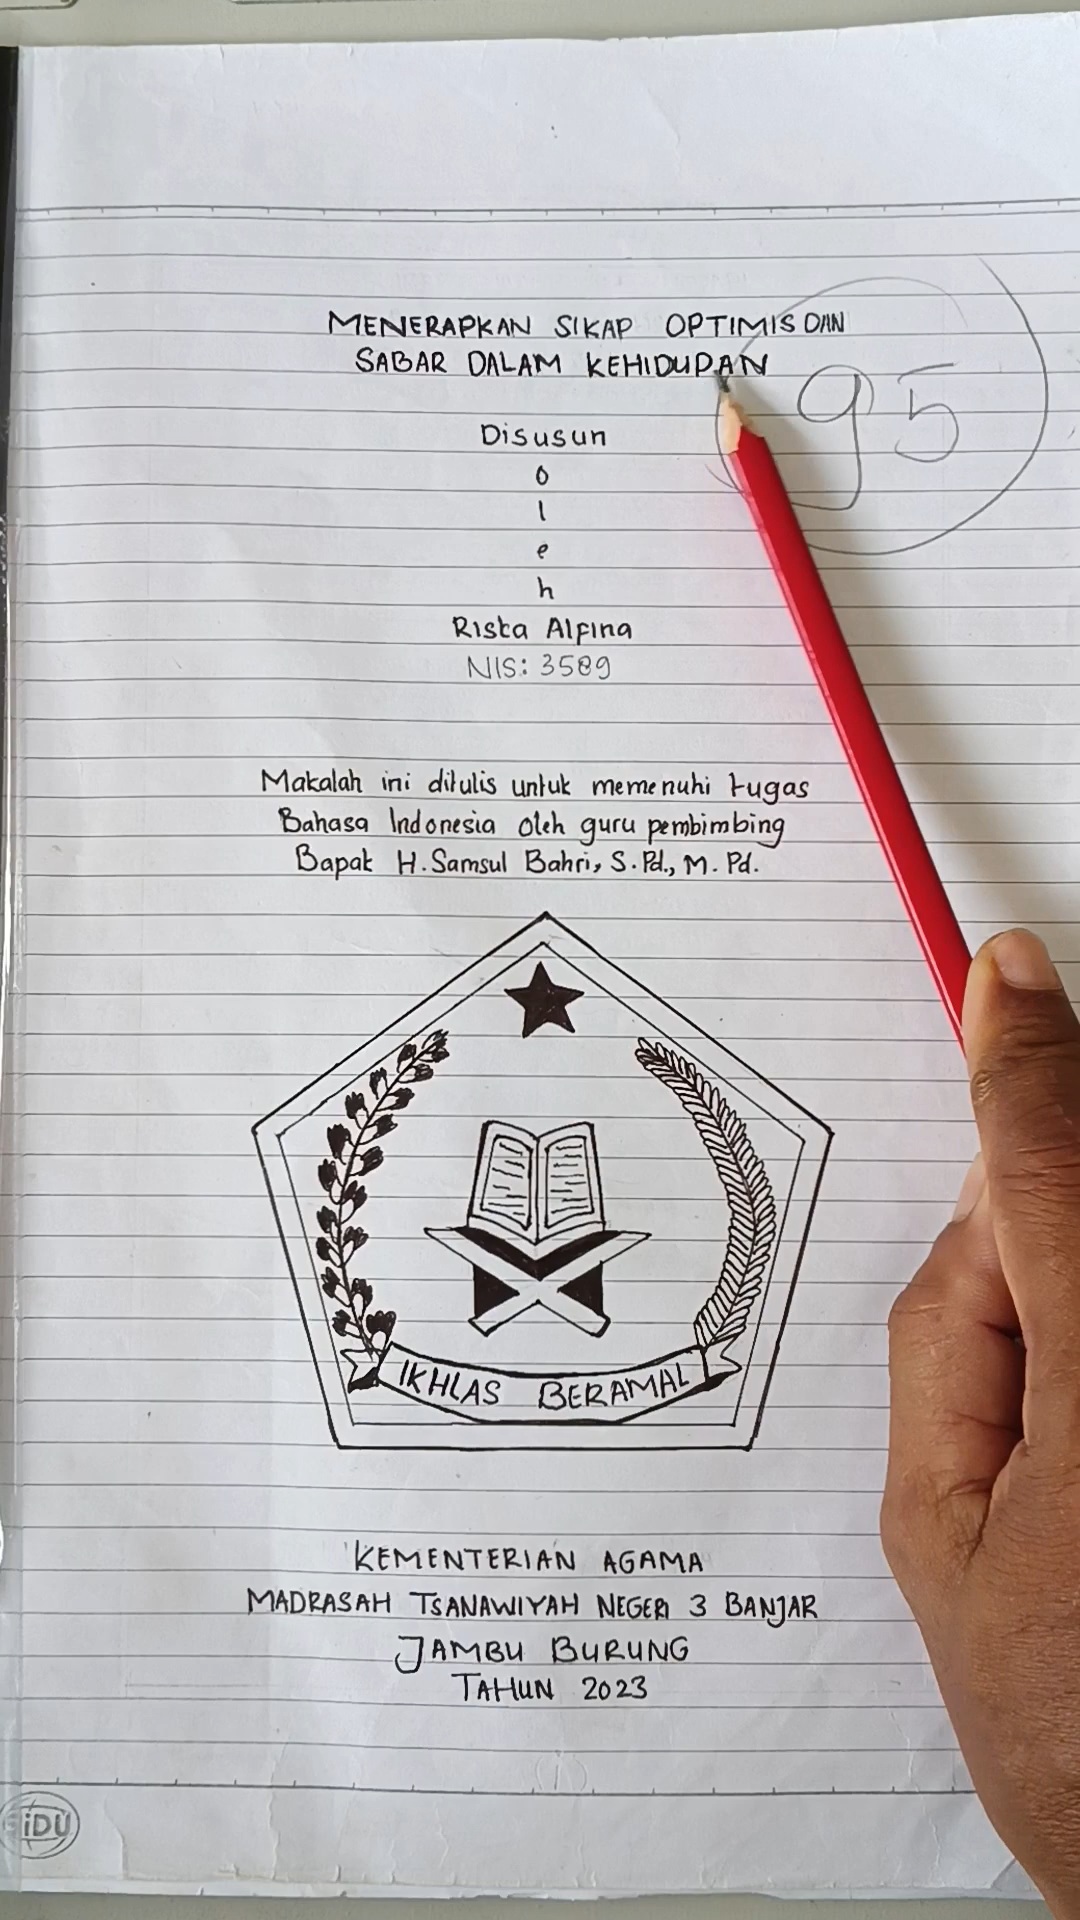 MENERAPKAN SIKAP OPTIMIS DAN
SABAR DALAM KEHIDUPAN
95
Disusun
o
l
e
h
Riska Alfina
NIS: 3589
Makalah ini ditulis untuk memenuhi tugas
Bahasa Indonesia oleh guru pembimbing
Bapak H. Samsul Bahri, S.Pd., M.Pd.
IKHLAS BERAMAL
KEMENTERIAN AGAMA
MADRASAH TSANAWIYAH NEGERI 3 BANJAR
JAMBU BURUNG
TAHUN 2023